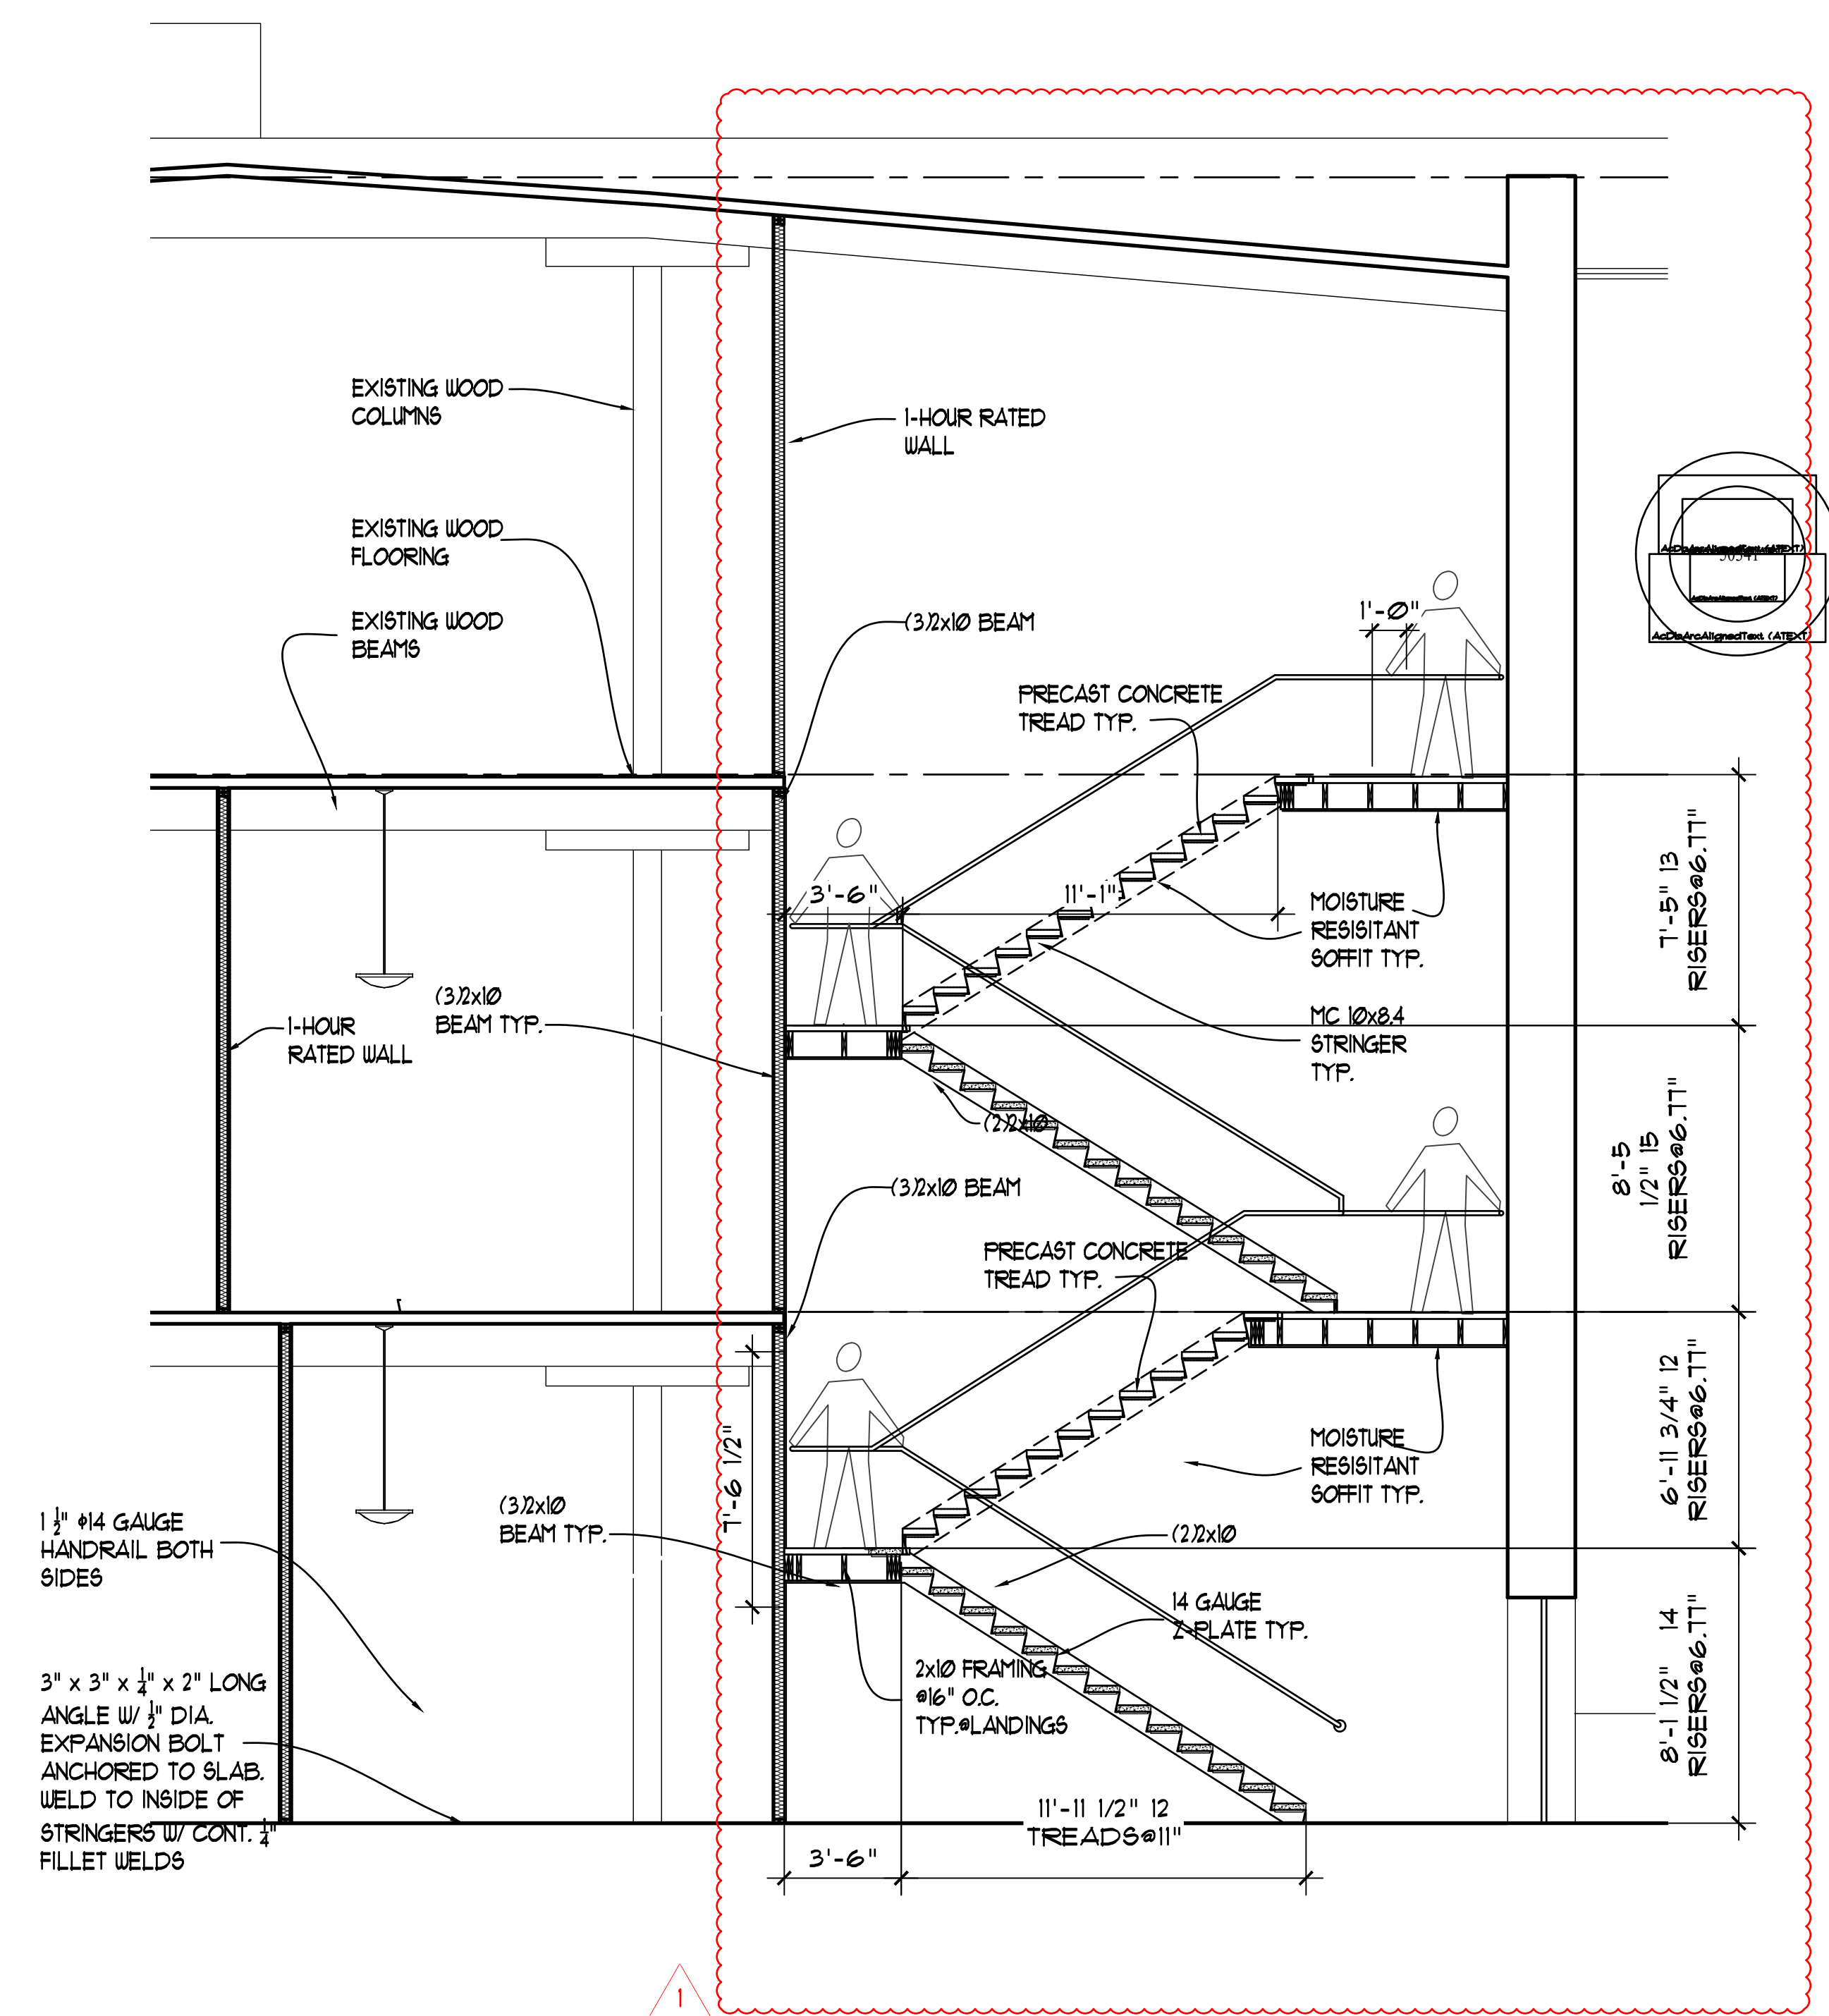 EXISTING WOOD
COLUMNS
1-HOUR RATED
WALL
EXISTING WOOD
FLOORING
EXISTING WOOD
BEAMS
(3)2x10 BEAM
1'-0"
AcDbArcAlignedText (ATEXT)
PRECAST CONCRETE
TREAD TYP.
3'-6"
11'-1"
MOISTURE
RESISITANT
SOFFIT TYP.
7'-5" 13
RISERS@6.77"
(3)2x10
BEAM TYP.
1-HOUR
RATED WALL
MC 10x8.4
STRINGER
TYP.
(2)2x10
8'-5
1/2" 15
RISERS@6.77"
(3)2x10 BEAM
PRECAST CONCRETE
TREAD TYP.
7'-6 1/2"
MOISTURE
RESISITANT
SOFFIT TYP.
6'-11 3/4" 12
RISERS@6.77"
1 1/2" φ14 GAUGE
HANDRAIL BOTH
SIDES
(3)2x10
BEAM TYP.
(2)2x10
14 GAUGE
Z-PLATE TYP.
2x10 FRAMING
@16" O.C.
TYP.@LANDINGS
8'-1 1/2" 14
RISERS@6.77"
3" x 3" x 1/4" x 2" LONG
ANGLE W/ 1/2" DIA.
EXPANSION BOLT
ANCHORED TO SLAB.
WELD TO INSIDE OF
STRINGERS W/ CONT. 1/4"
FILLET WELDS
11'-11 1/2" 12
TREADS@11"
3'-6"
1